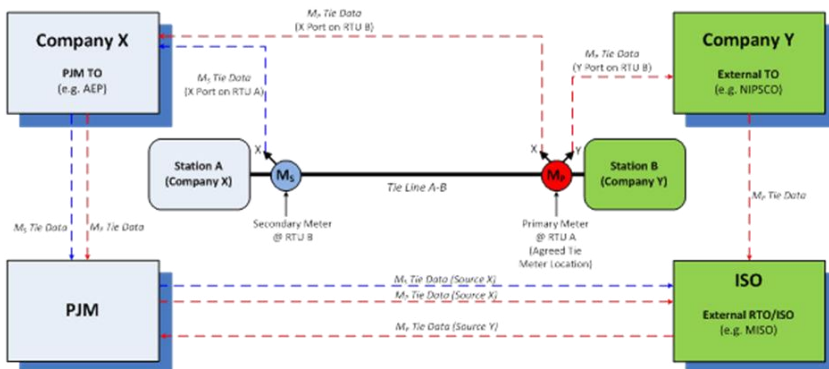 Company X
PJM TO
(e.g. AEP)
Mₚ Tie Data
(X Port on RTU B)
Mₛ Tie Data
(X Port on RTU A)
Mₚ Tie Data
(Y Port on RTU B)
Company Y
External TO
(e.g. NIPSCO)
Station A
(Company X)
X
Mₛ
Tie Line A-B
X
Y
Mₚ
Station B
(Company Y)
Secondary Meter
@ RTU B
Primary Meter
@ RTU A
(Agreed Tie
Meter Location)
Mₛ Tie Data
Mₚ Tie Data
Mₚ Tie Data
PJM
Mₛ Tie Data (Source X)
Mₚ Tie Data (Source X)
Mₚ Tie Data (Source Y)
ISO
External RTO/ISO
(e.g. MISO)